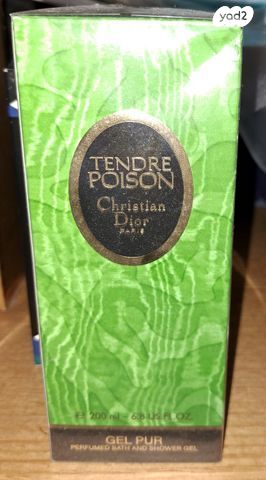 yad2
TENDRE
POISON
Christian
Dior
PARIS
200 ml - 6.8 US FL.OZ.
GEL PUR
PERFUMED BATH AND SHOWER GEL